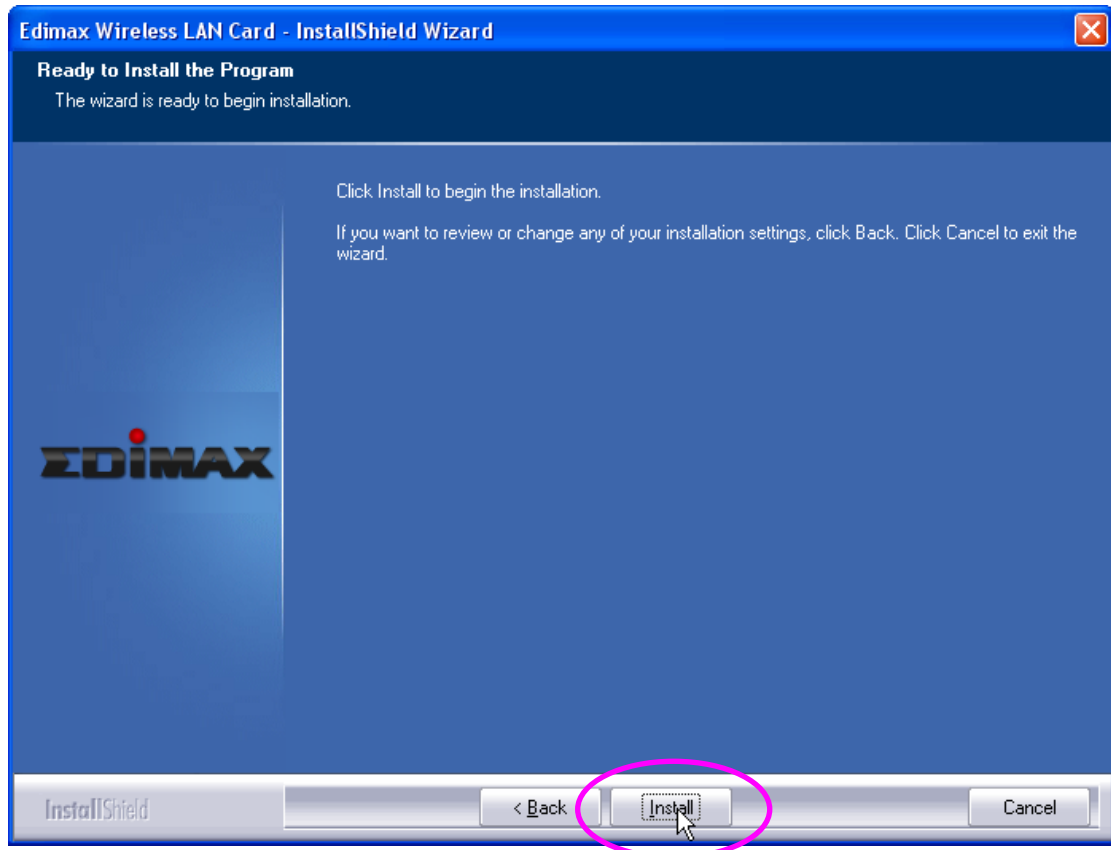 Edimax Wireless LAN Card - InstallShield Wizard
Ready to Install the Program
The wizard is ready to begin installation.
Click Install to begin the installation.
If you want to review or change any of your installation settings, click Back. Click Cancel to exit the
wizard.
EDIMAX
InstallShield
< Back
Install
Cancel